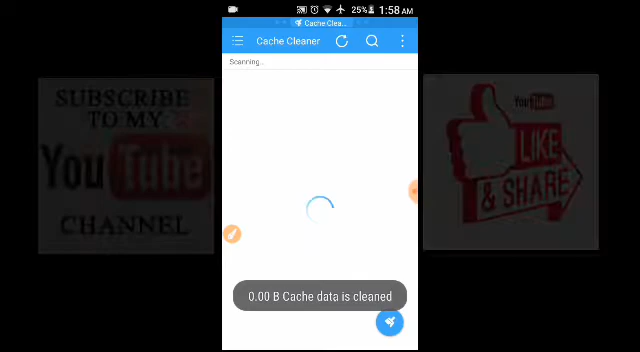 25% 1:58 AM
Cache Clea...
Cache Cleaner
Scanning..
0.00 B Cache data is cleaned
SUBSCRIBE
TO MY
YouTube
CHANNEL
YouTube
LIKE
& SHARE